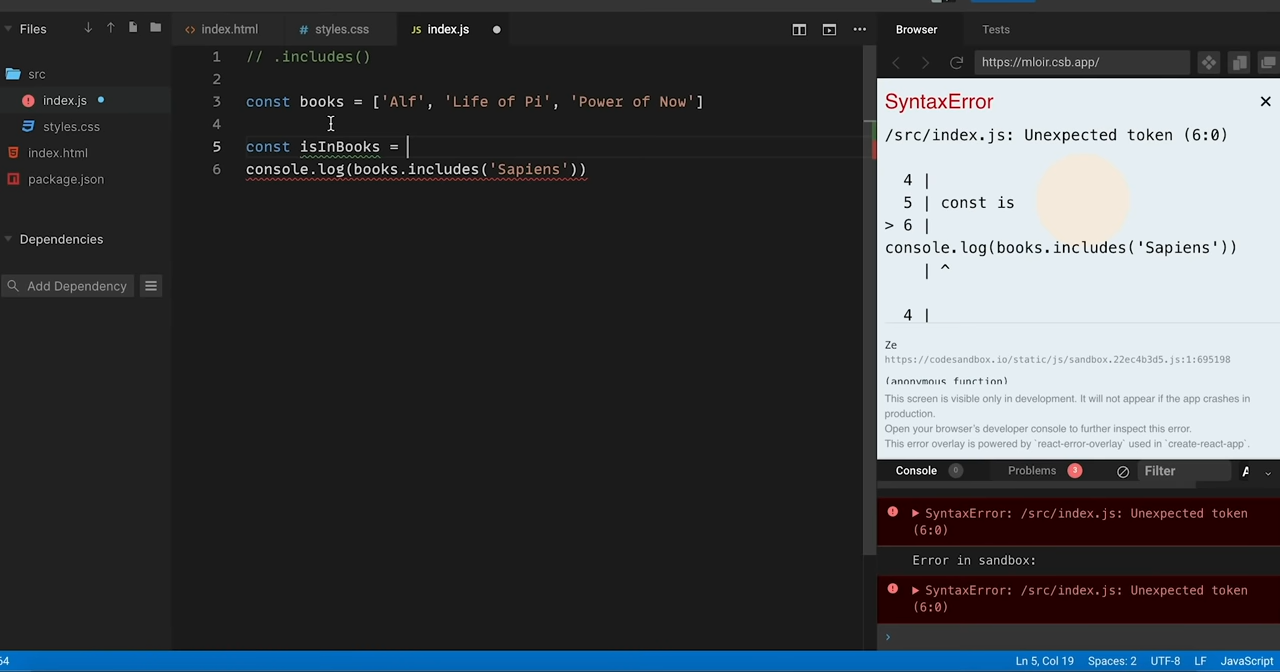 Files
index.html
styles.css
JS index.js
Browser
Tests
https://mloir.csb.app/
src
index.js
styles.css
index.html
package.json
Dependencies
Add Dependency
1 // .includes()
2
3 const books = ['Alf', 'Life of Pi', 'Power of Now']
4
5 const isInBooks =
6 console.log(books.includes('Sapiens'))
SyntaxError
/src/index.js: Unexpected token (6:0)
4 |
5 | const is
> 6 |
console.log(books.includes('Sapiens'))
| ^
4 |
Ze
https://codesandbox.io/static/js/sandbox.22ec4b3d5.js:1:695198
(anonymous function)
This screen is visible only in development. It will not appear if the app crashes in
production.
Open your browser's developer console to further inspect this error.
This error overlay is powered by `react-error-overlay` used in `create-react-app`.
Console 0 Problems 3 Filter A
SyntaxError: /src/index.js: Unexpected token
(6:0)
Error in sandbox:
SyntaxError: /src/index.js: Unexpected token
(6:0)
64
Ln 5, Col 19 Spaces: 2 UTF-8 LF JavaScript